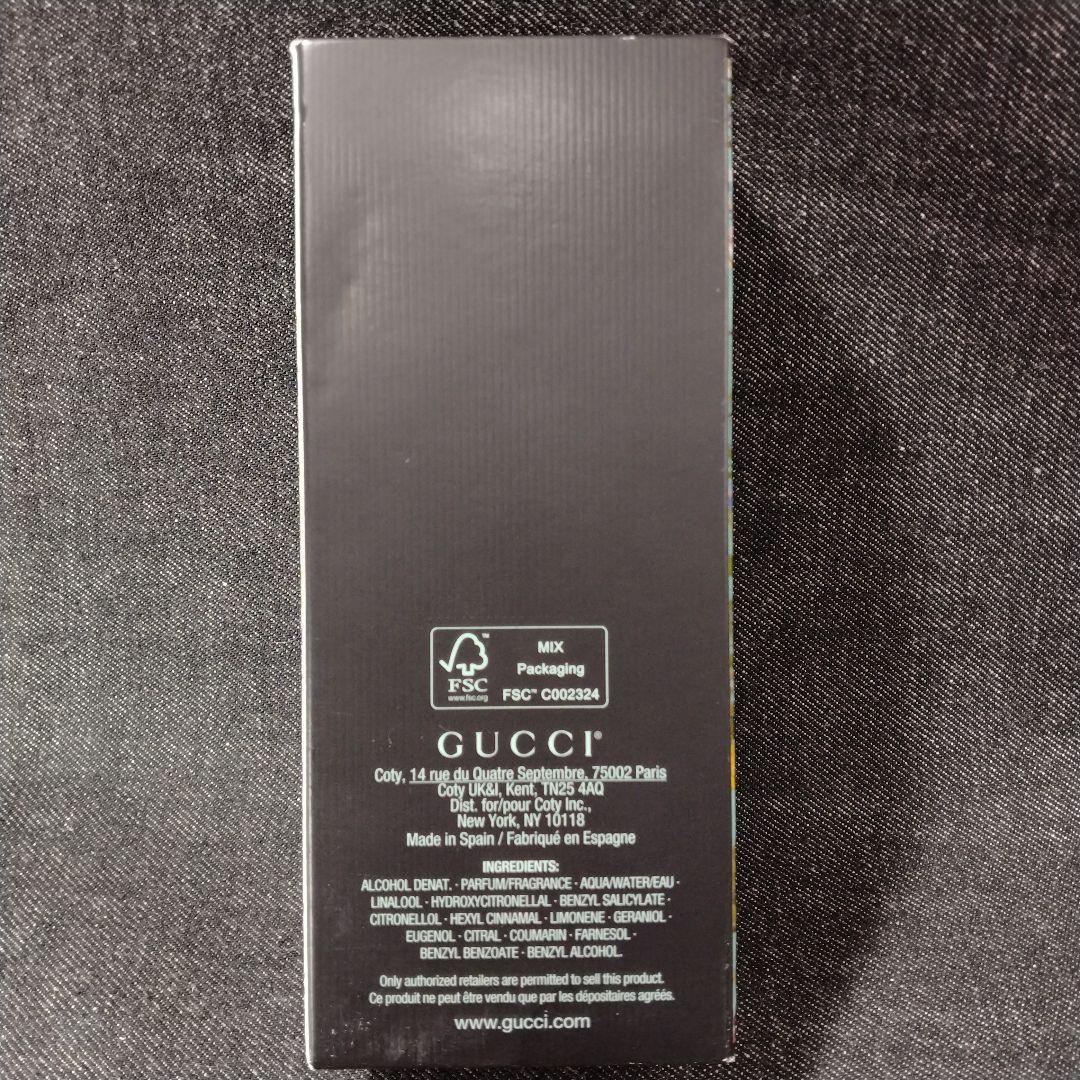 MIX
Packaging
FSC™ C002324
FSC™
www.fsc.org
GUCCI®
Coty, 14 rue du Quatre Septembre, 75002 Paris
Coty UK&I, Kent, TN25 4AQ
Dist. for/pour Coty Inc.,
New York, NY 10118
Made in Spain / Fabriqué en Espagne
INGREDIENTS:
ALCOHOL DENAT. · PARFUM/FRAGRANCE · AQUA/WATER/EAU ·
LINALOOL · HYDROXYCITRONELLAL · BENZYL SALICYLATE ·
CITRONELLOL · HEXYL CINNAMAL · LIMONENE · GERANIOL ·
EUGENOL · CITRAL · COUMARIN · FARNESOL ·
BENZYL BENZOATE · BENZYL ALCOHOL.
Only authorized retailers are permitted to sell this product.
Ce produit ne peut être vendu que par les dépositaires agréés.
www.gucci.com